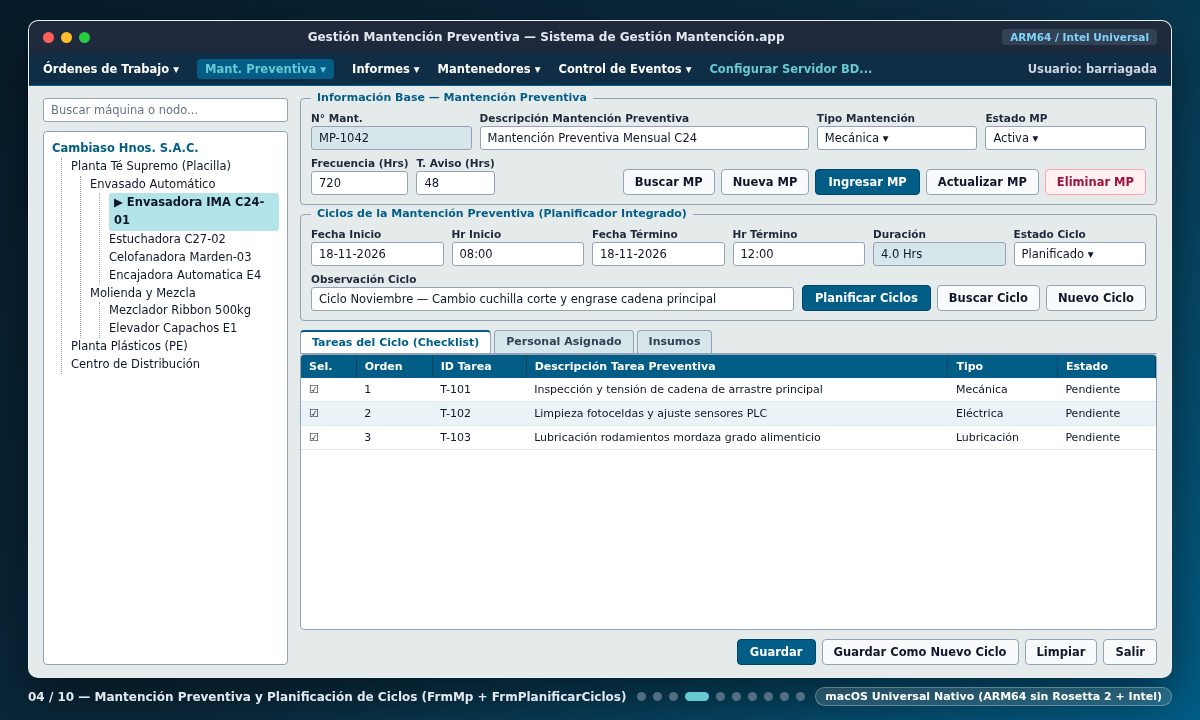 Gestión Mantención Preventiva — Sistema de Gestión Mantención.app
ARM64 / Intel Universal
Órdenes de Trabajo ▾ Mant. Preventiva ▾ Informes ▾ Mantenedores ▾ Control de Eventos ▾ Configurar Servidor BD... Usuario: barriagada
Buscar máquina o nodo...
Cambiaso Hnos. S.A.C.
Planta Té Supremo (Placilla)
Envasado Automático
▶ Envasadora IMA C24-
01
Estuchadora C27-02
Celofanadora Marden-03
Encajadora Automatica E4
Molienda y Mezcla
Mezclador Ribbon 500kg
Elevador Capachos E1
Planta Plásticos (PE)
Centro de Distribución
Información Base — Mantención Preventiva
N° Mant. Descripción Mantención Preventiva Tipo Mantención Estado MP
MP-1042 Mantención Preventiva Mensual C24 Mecánica ▾ Activa ▾
Frecuencia (Hrs) T. Aviso (Hrs)
720 48 Buscar MP Nueva MP Ingresar MP Actualizar MP Eliminar MP
Ciclos de la Mantención Preventiva (Planificador Integrado)
Fecha Inicio Hr Inicio Fecha Término Hr Término Duración Estado Ciclo
18-11-2026 08:00 18-11-2026 12:00 4.0 Hrs Planificado ▾
Observación Ciclo
Ciclo Noviembre — Cambio cuchilla corte y engrase cadena principal Planificar Ciclos Buscar Ciclo Nuevo Ciclo
Tareas del Ciclo (Checklist) Personal Asignado Insumos
Sel. Orden ID Tarea Descripción Tarea Preventiva Tipo Estado
☑ 1 T-101 Inspección y tensión de cadena de arrastre principal Mecánica Pendiente
☑ 2 T-102 Limpieza fotoceldas y ajuste sensores PLC Eléctrica Pendiente
☑ 3 T-103 Lubricación rodamientos mordaza grado alimenticio Lubricación Pendiente
Guardar Guardar Como Nuevo Ciclo Limpiar Salir
04 / 10 — Mantención Preventiva y Planificación de Ciclos (FrmMp + FrmPlanificarCiclos) macOS Universal Nativo (ARM64 sin Rosetta 2 + Intel)